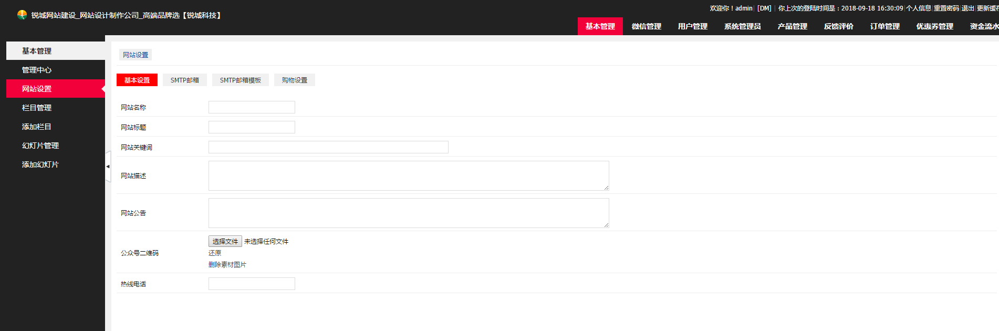 锐城网站建设_网站设计制作公司_高端品牌选【锐城科技】
欢迎你！admin| [DM] | 你上次的登陆时间是：2018-09-18 16:30:09|个人信息|重置密码|退出|更新缓存
基本管理 微信管理 用户管理 系统管理员 产品管理 反馈评价 订单管理 优惠券管理 资金流水
基本管理
管理中心
网站设置
栏目管理
添加栏目
幻灯片管理
添加幻灯片
网站设置
基本设置 SMTP邮箱 SMTP邮箱模板 购物设置
网站名称
网站标题
网站关键词
网站描述
网站公告
公众号二维码
选择文件 未选择任何文件
还原
删除素材图片
热线电话